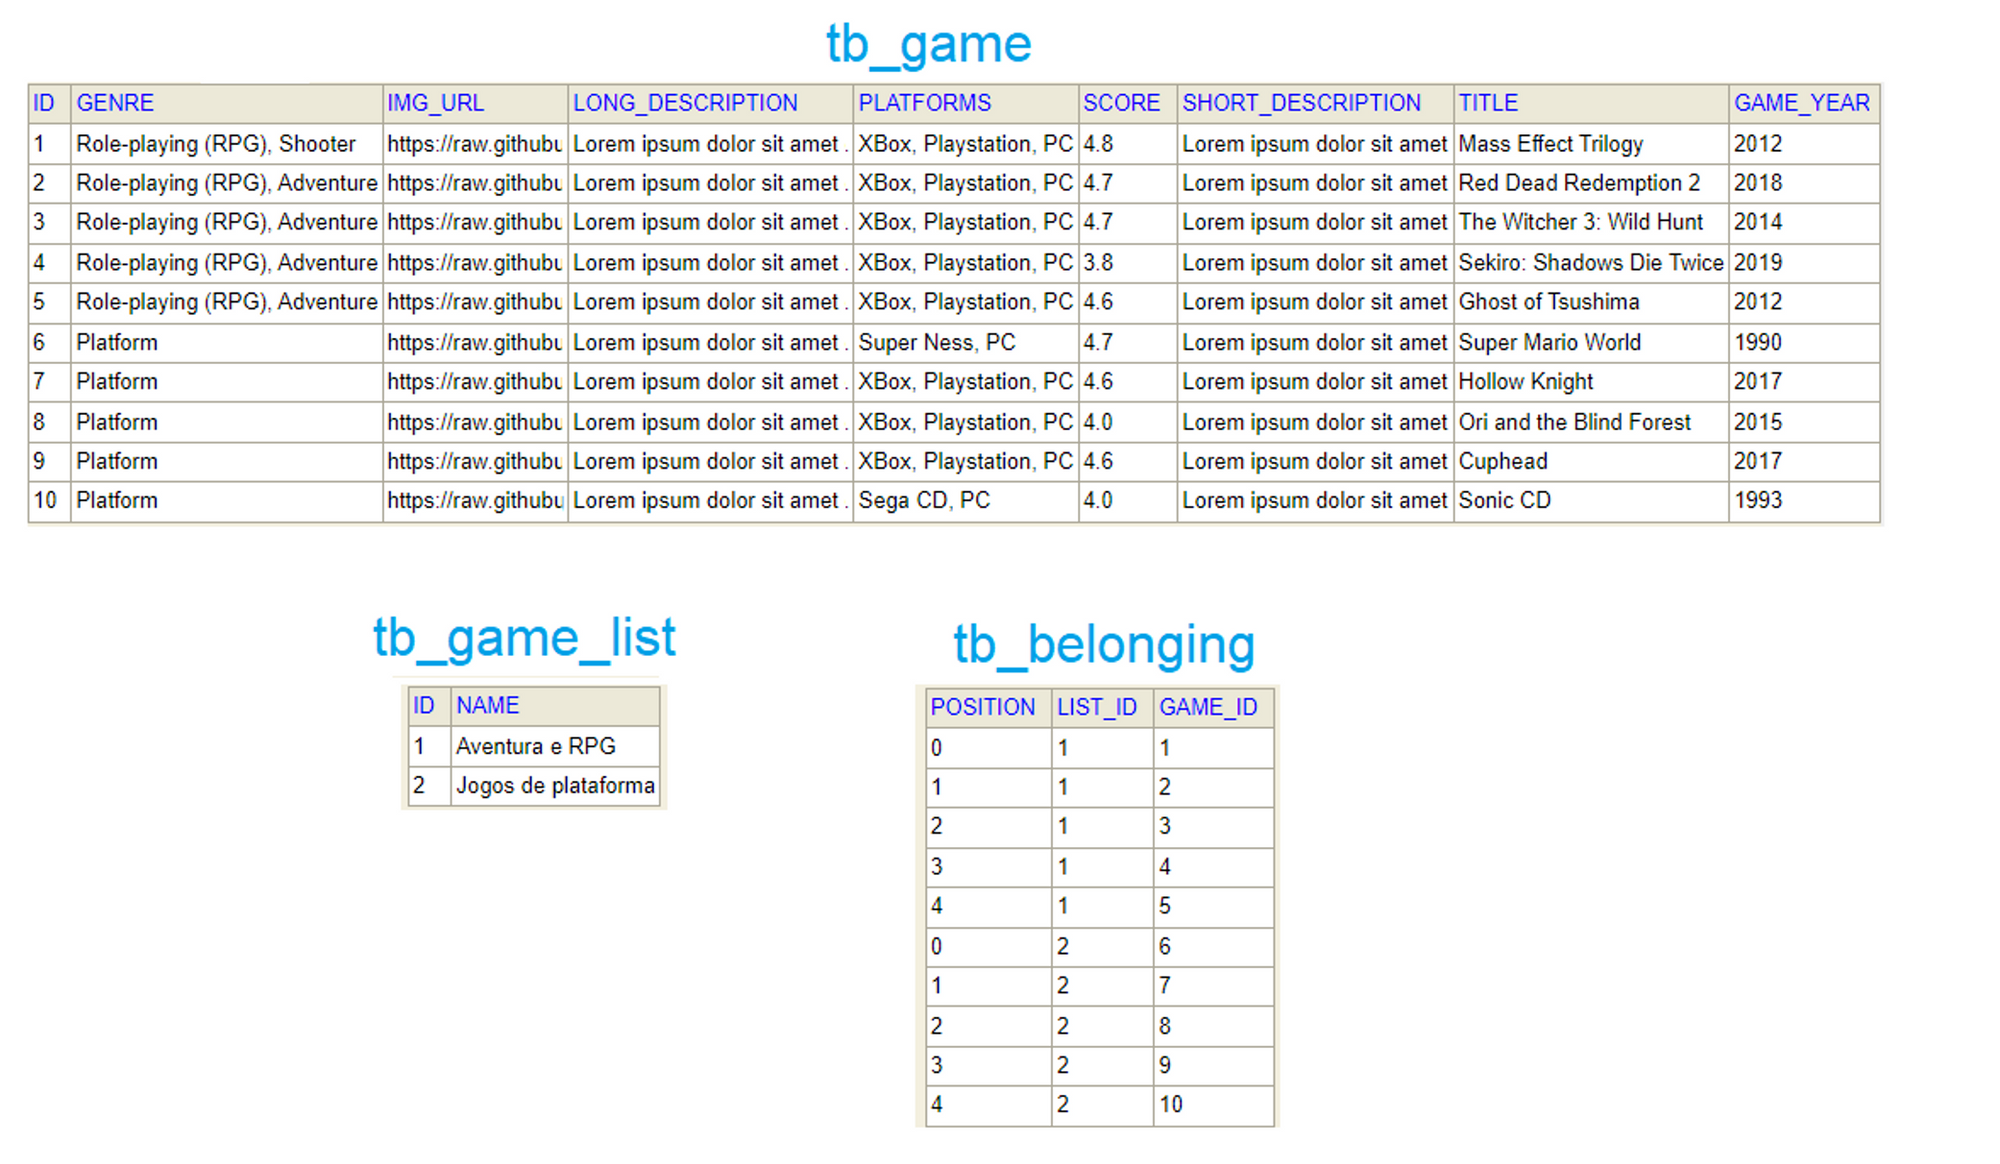 tb_game
ID GENRE IMG_URL LONG_DESCRIPTION PLATFORMS SCORE SHORT_DESCRIPTION TITLE GAME_YEAR
1 Role-playing (RPG), Shooter https://raw.githubu Lorem ipsum dolor sit amet . XBox, Playstation, PC 4.8 Lorem ipsum dolor sit amet Mass Effect Trilogy 2012
2 Role-playing (RPG), Adventure https://raw.githubu Lorem ipsum dolor sit amet . XBox, Playstation, PC 4.7 Lorem ipsum dolor sit amet Red Dead Redemption 2 2018
3 Role-playing (RPG), Adventure https://raw.githubu Lorem ipsum dolor sit amet . XBox, Playstation, PC 4.7 Lorem ipsum dolor sit amet The Witcher 3: Wild Hunt 2014
4 Role-playing (RPG), Adventure https://raw.githubu Lorem ipsum dolor sit amet . XBox, Playstation, PC 3.8 Lorem ipsum dolor sit amet Sekiro: Shadows Die Twice 2019
5 Role-playing (RPG), Adventure https://raw.githubu Lorem ipsum dolor sit amet . XBox, Playstation, PC 4.6 Lorem ipsum dolor sit amet Ghost of Tsushima 2012
6 Platform https://raw.githubu Lorem ipsum dolor sit amet . Super Ness, PC 4.7 Lorem ipsum dolor sit amet Super Mario World 1990
7 Platform https://raw.githubu Lorem ipsum dolor sit amet . XBox, Playstation, PC 4.6 Lorem ipsum dolor sit amet Hollow Knight 2017
8 Platform https://raw.githubu Lorem ipsum dolor sit amet . XBox, Playstation, PC 4.0 Lorem ipsum dolor sit amet Ori and the Blind Forest 2015
9 Platform https://raw.githubu Lorem ipsum dolor sit amet . XBox, Playstation, PC 4.6 Lorem ipsum dolor sit amet Cuphead 2017
10 Platform https://raw.githubu Lorem ipsum dolor sit amet . Sega CD, PC 4.0 Lorem ipsum dolor sit amet Sonic CD 1993
tb_game_list
ID NAME
1 Aventura e RPG
2 Jogos de plataforma
tb_belonging
POSITION LIST_ID GAME_ID
0 1 1
1 1 2
2 1 3
3 1 4
4 1 5
0 2 6
1 2 7
2 2 8
3 2 9
4 2 10